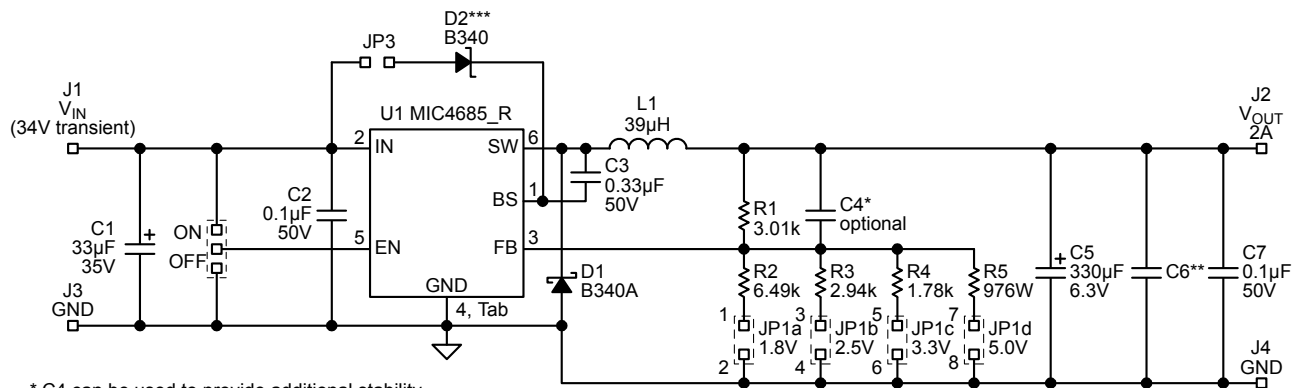 D2***
B340
JP3
J1
VIN
(34V transient)
U1 MIC4685_R
L1
39µH
J2
VOUT
2A
2
IN
SW
6
C3
0.33µF
50V
BS
1
C2
0.1µF
50V
C1
33µF
35V
+
ON
OFF
5
EN
FB
3
R1
3.01k
C4*
optional
GND
4, Tab
D1
B340A
R2
6.49k
R3
2.94k
R4
1.78k
R5
976W
+
C5
330µF
6.3V
C6**
C7
0.1µF
50V
J3
GND
1
JP1a
1.8V
2
3
JP1b
2.5V
4
5
JP1c
3.3V
6
7
JP1d
5.0V
8
J4
GND
* C4 can be used to provide additional stability